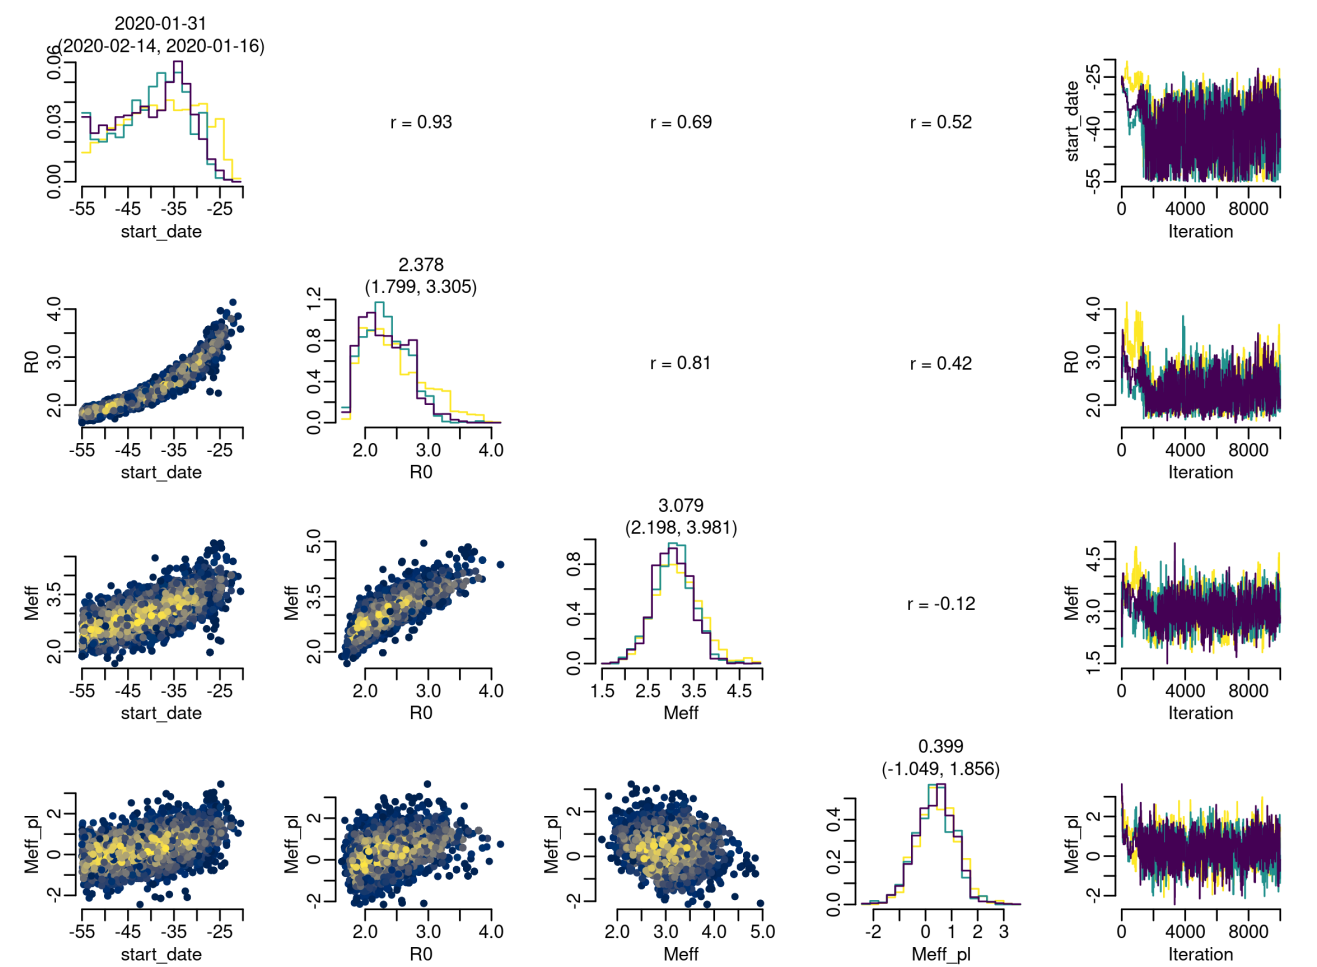 2020-01-31
(2020-02-14, 2020-01-16)
0.00 0.03 0.06
-55 -45 -35 -25
start_date
r = 0.93
r = 0.69
r = 0.52
start_date
-55 -40 -25
0 4000 8000
Iteration
R0
2.0 3.0 4.0
-55 -45 -35 -25
start_date
2.378
(1.799, 3.305)
0.0 0.4 0.8 1.2
2.0 3.0 4.0
R0
r = 0.81
r = 0.42
R0
2.0 3.0 4.0
0 4000 8000
Iteration
Meff
2.0 3.5
-55 -45 -35 -25
start_date
Meff
2.0 3.5 5.0
2.0 3.0 4.0
R0
3.079
(2.198, 3.981)
0.0 0.4 0.8
1.5 2.5 3.5 4.5
Meff
r = -0.12
Meff
1.5 3.0 4.5
0 4000 8000
Iteration
Meff_pl
-2 0 2
-55 -45 -35 -25
start_date
Meff_pl
-2 0 2
2.0 3.0 4.0
R0
Meff_pl
-2 0 2
2.0 3.0 4.0 5.0
Meff
0.399
(-1.049, 1.856)
0.0 0.2 0.4
-2 0 1 2 3
Meff_pl
Meff_pl
-2 0 2
0 4000 8000
Iteration